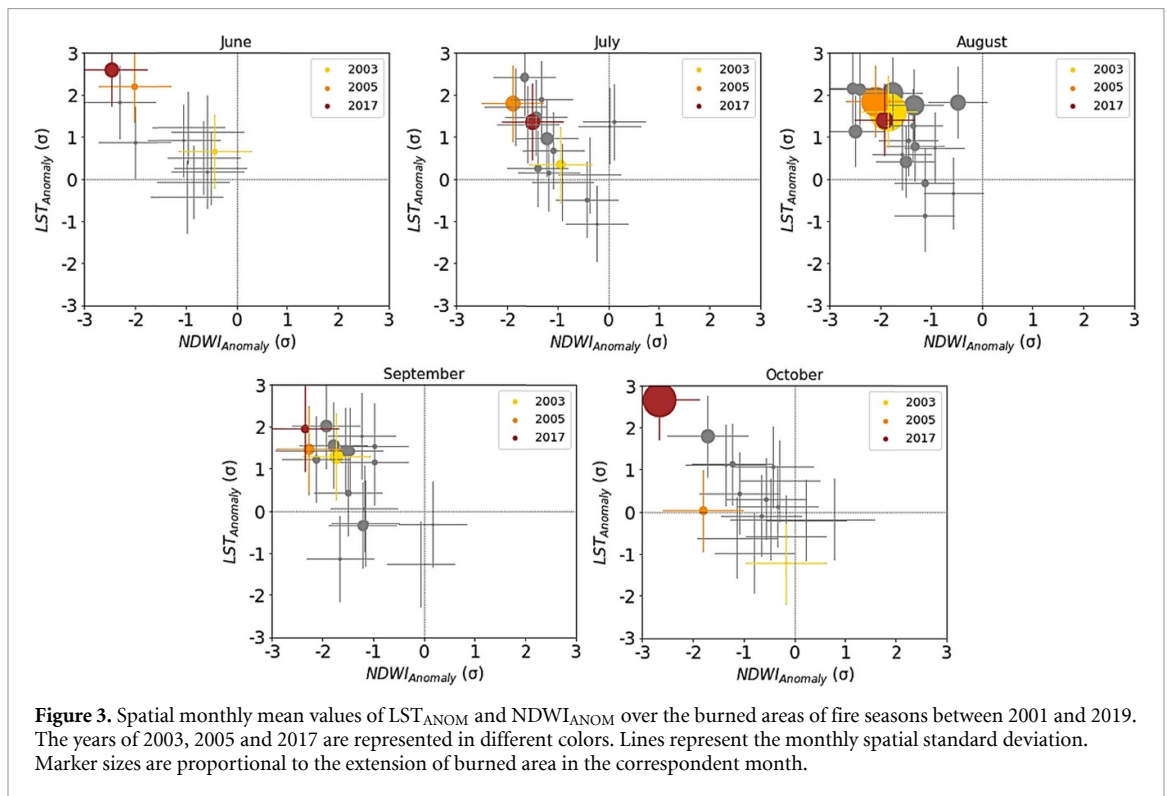 June
3
2
1
0
-1
-2
-3
-3 -2 -1 0 1 2 3
LST_Anomaly (σ)
NDWI_Anomaly (σ)
2003
2005
2017
July
3
2
1
0
-1
-2
-3
-3 -2 -1 0 1 2 3
LST_Anomaly (σ)
NDWI_Anomaly (σ)
2003
2005
2017
August
3
2
1
0
-1
-2
-3
-3 -2 -1 0 1 2 3
LST_Anomaly (σ)
NDWI_Anomaly (σ)
2003
2005
2017
September
3
2
1
0
-1
-2
-3
-3 -2 -1 0 1 2 3
LST_Anomaly (σ)
NDWI_Anomaly (σ)
2003
2005
2017
October
3
2
1
0
-1
-2
-3
-3 -2 -1 0 1 2 3
LST_Anomaly (σ)
NDWI_Anomaly (σ)
2003
2005
2017
Figure 3. Spatial monthly mean values of LST_ANOM and NDWI_ANOM over the burned areas of fire seasons between 2001 and 2019.
The years of 2003, 2005 and 2017 are represented in different colors. Lines represent the monthly spatial standard deviation.
Marker sizes are proportional to the extension of burned area in the correspondent month.